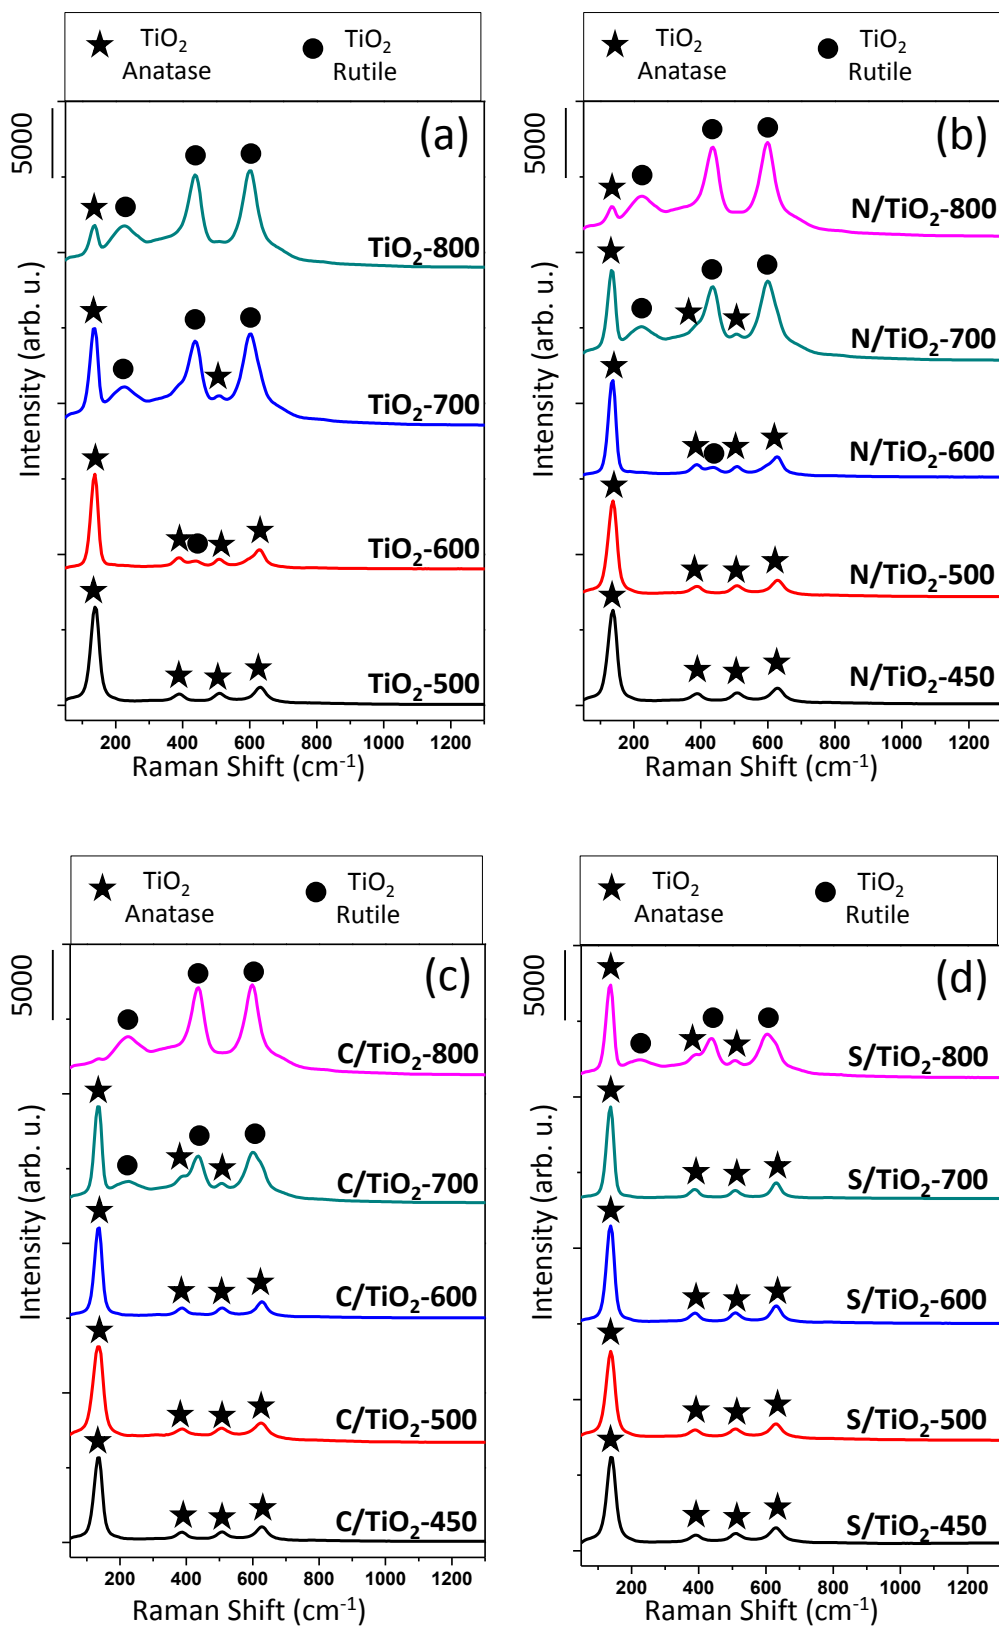 TiO2
Anatase
TiO2
Rutile
5000
(a)
TiO2-800
TiO2-700
TiO2-600
TiO2-500
Intensity (arb. u.)
200 400 600 800 1000 1200
Raman Shift (cm-1)
TiO2
Anatase
TiO2
Rutile
5000
(b)
N/TiO2-800
N/TiO2-700
N/TiO2-600
N/TiO2-500
N/TiO2-450
Intensity (arb. u.)
200 400 600 800 1000 1200
Raman Shift (cm-1)
TiO2
Anatase
TiO2
Rutile
5000
(c)
C/TiO2-800
C/TiO2-700
C/TiO2-600
C/TiO2-500
C/TiO2-450
Intensity (arb. u.)
200 400 600 800 1000 1200
Raman Shift (cm-1)
TiO2
Anatase
TiO2
Rutile
5000
(d)
S/TiO2-800
S/TiO2-700
S/TiO2-600
S/TiO2-500
S/TiO2-450
Intensity (arb. u.)
200 400 600 800 1000 1200
Raman Shift (cm-1)